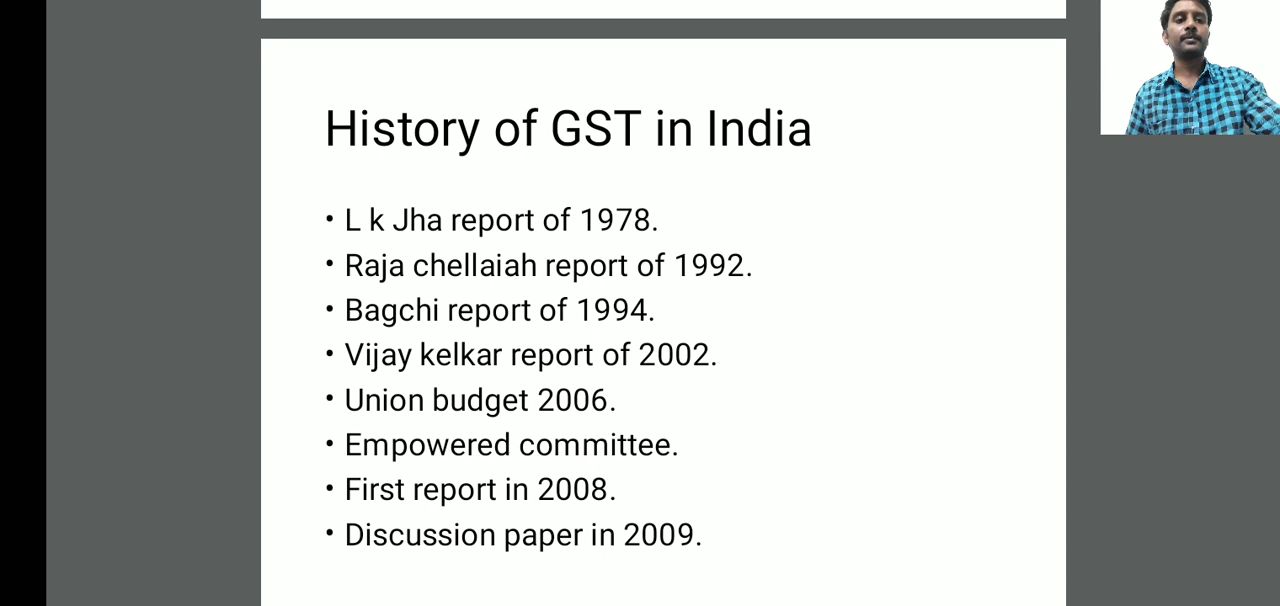 History of GST in India
• L k Jha report of 1978.
• Raja chellaiah report of 1992.
• Bagchi report of 1994.
• Vijay kelkar report of 2002.
• Union budget 2006.
• Empowered committee.
• First report in 2008.
• Discussion paper in 2009.